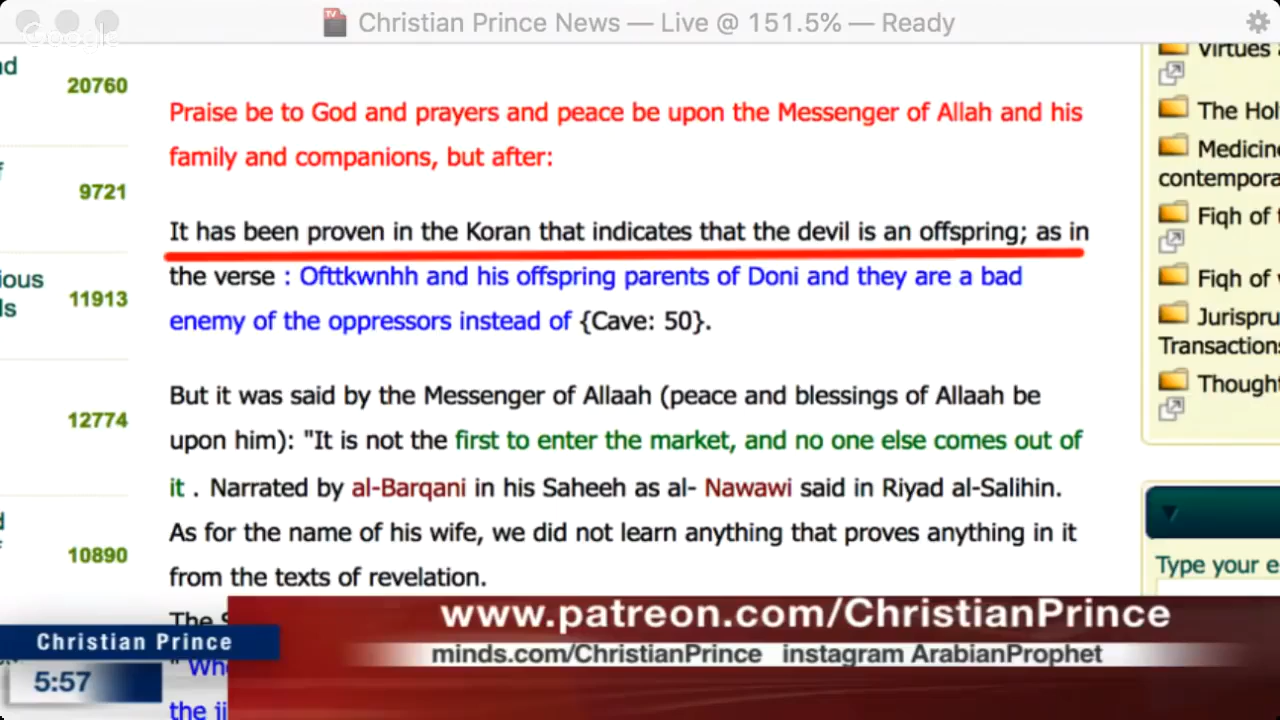 Christian Prince News — Live @ 151.5% — Ready
Google
20760
9721
ious
11913
12774
10890
Praise be to God and prayers and peace be upon the Messenger of Allah and his
family and companions, but after:
It has been proven in the Koran that indicates that the devil is an offspring; as in
the verse : Ofttkwnhh and his offspring parents of Doni and they are a bad
enemy of the oppressors instead of {Cave: 50}.
But it was said by the Messenger of Allaah (peace and blessings of Allaah be
upon him): "It is not the first to enter the market, and no one else comes out of
it . Narrated by al-Barqani in his Saheeh as al- Nawawi said in Riyad al-Salihin.
As for the name of his wife, we did not learn anything that proves anything in it
from the texts of revelation.
The S
" Whe
the ji
Virtues a
The Hol
Medicine
contempora
Fiqh of t
Fiqh of v
Jurispru
Transactions
Thought
Type your e
www.patreon.com/ChristianPrince
Christian Prince
minds.com/ChristianPrince instagram ArabianProphet
5:57